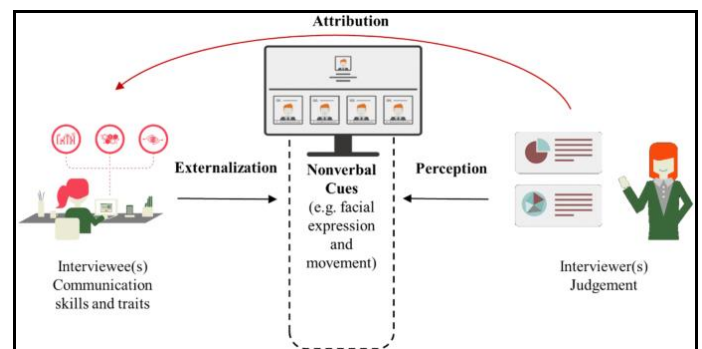 Attribution
Externalization
Nonverbal
Cues
(e.g. facial
expression
and
movement)
Perception
Interviewee(s)
Communication
skills and traits
Interviewer(s)
Judgement